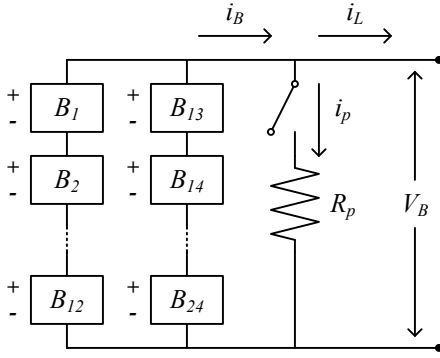 i_B i_L
+ B_1 - + B_13 -
i_p
+ B_2 - + B_14 -
R_p V_B
+ B_12 - + B_24 -